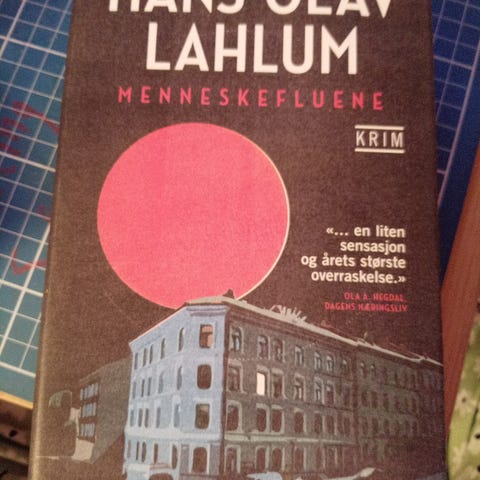 HANS OLAV
LAHLUM
MENNESKEFLUENE
KRIM
«... en liten
sensasjon
og årets største
overraskelse.»
OLA A. HEGDAL
DAGENS NÆRINGSLIV